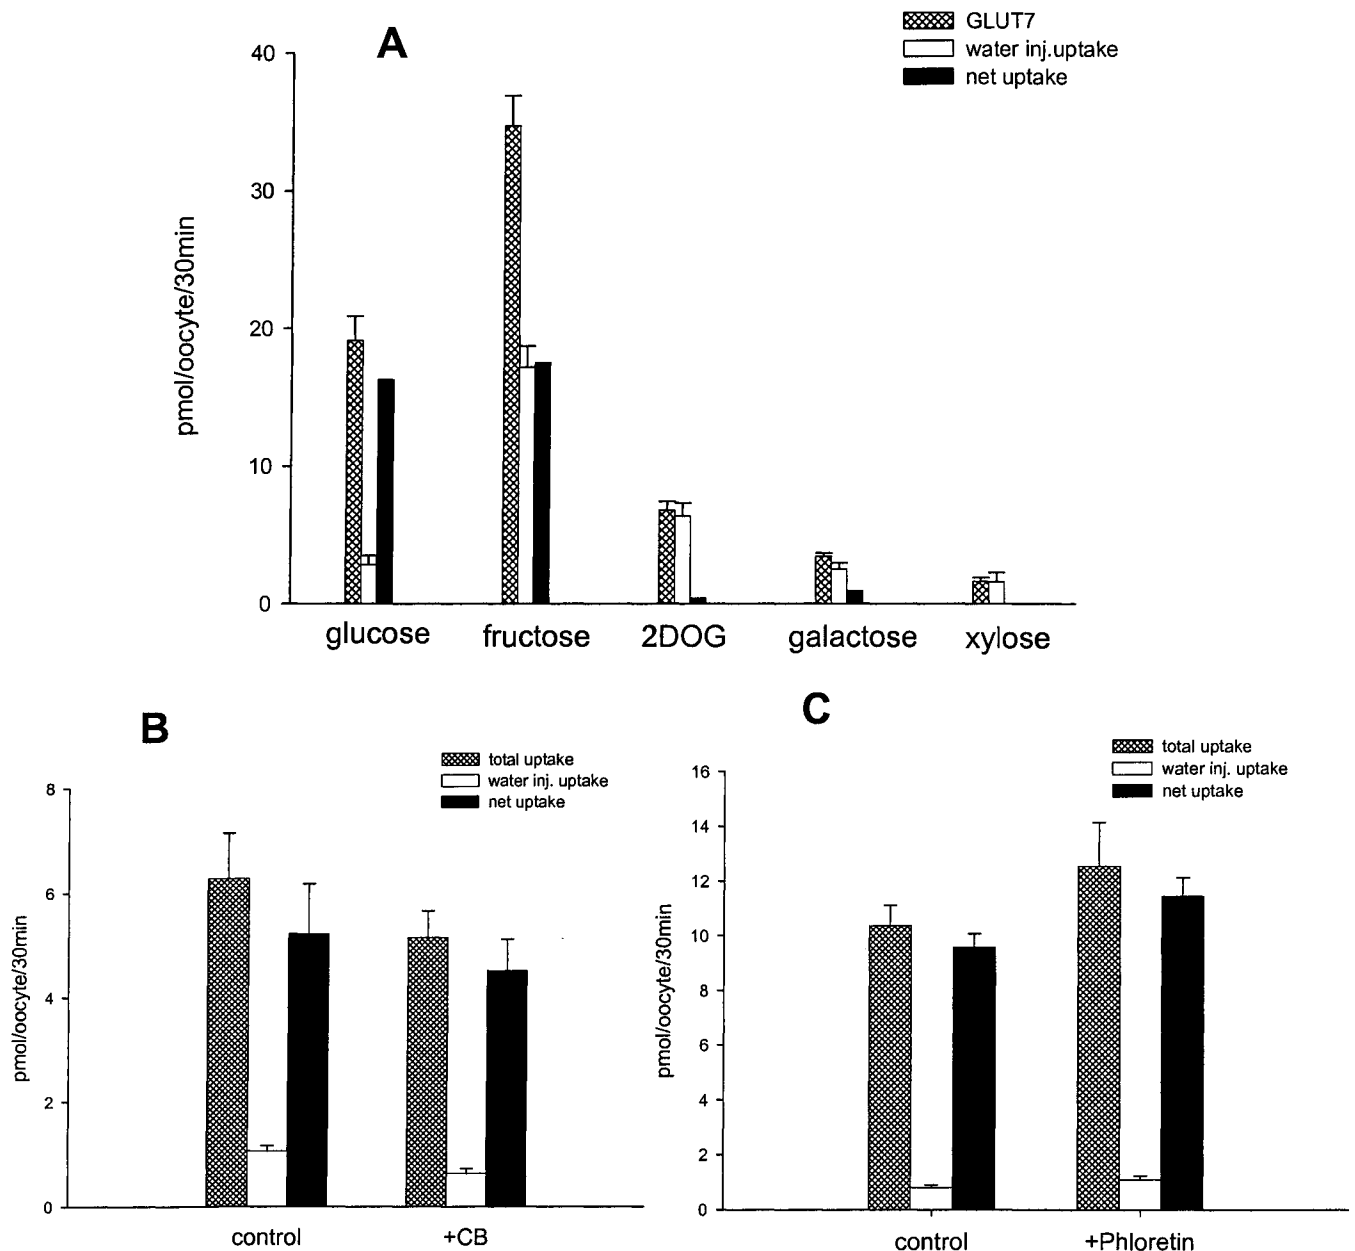 A
GLUT7
water inj.uptake
net uptake
40
30
20
10
0
pmol/oocyte/30min
glucose
fructose
2DOG
galactose
xylose
B
total uptake
water inj. uptake
net uptake
8
6
4
2
0
pmol/oocyte/30min
control
+CB
C
total uptake
water inj. uptake
net uptake
16
14
12
10
8
6
4
2
0
pmol/oocyte/30min
control
+Phloretin